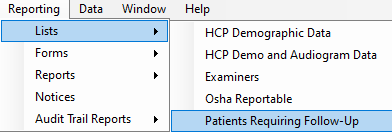 Reporting Data Window Help
Lists
Forms
Reports
Notices
Audit Trail Reports
HCP Demographic Data
HCP Demo and Audiogram Data
Examiners
Osha Reportable
Patients Requiring Follow-Up